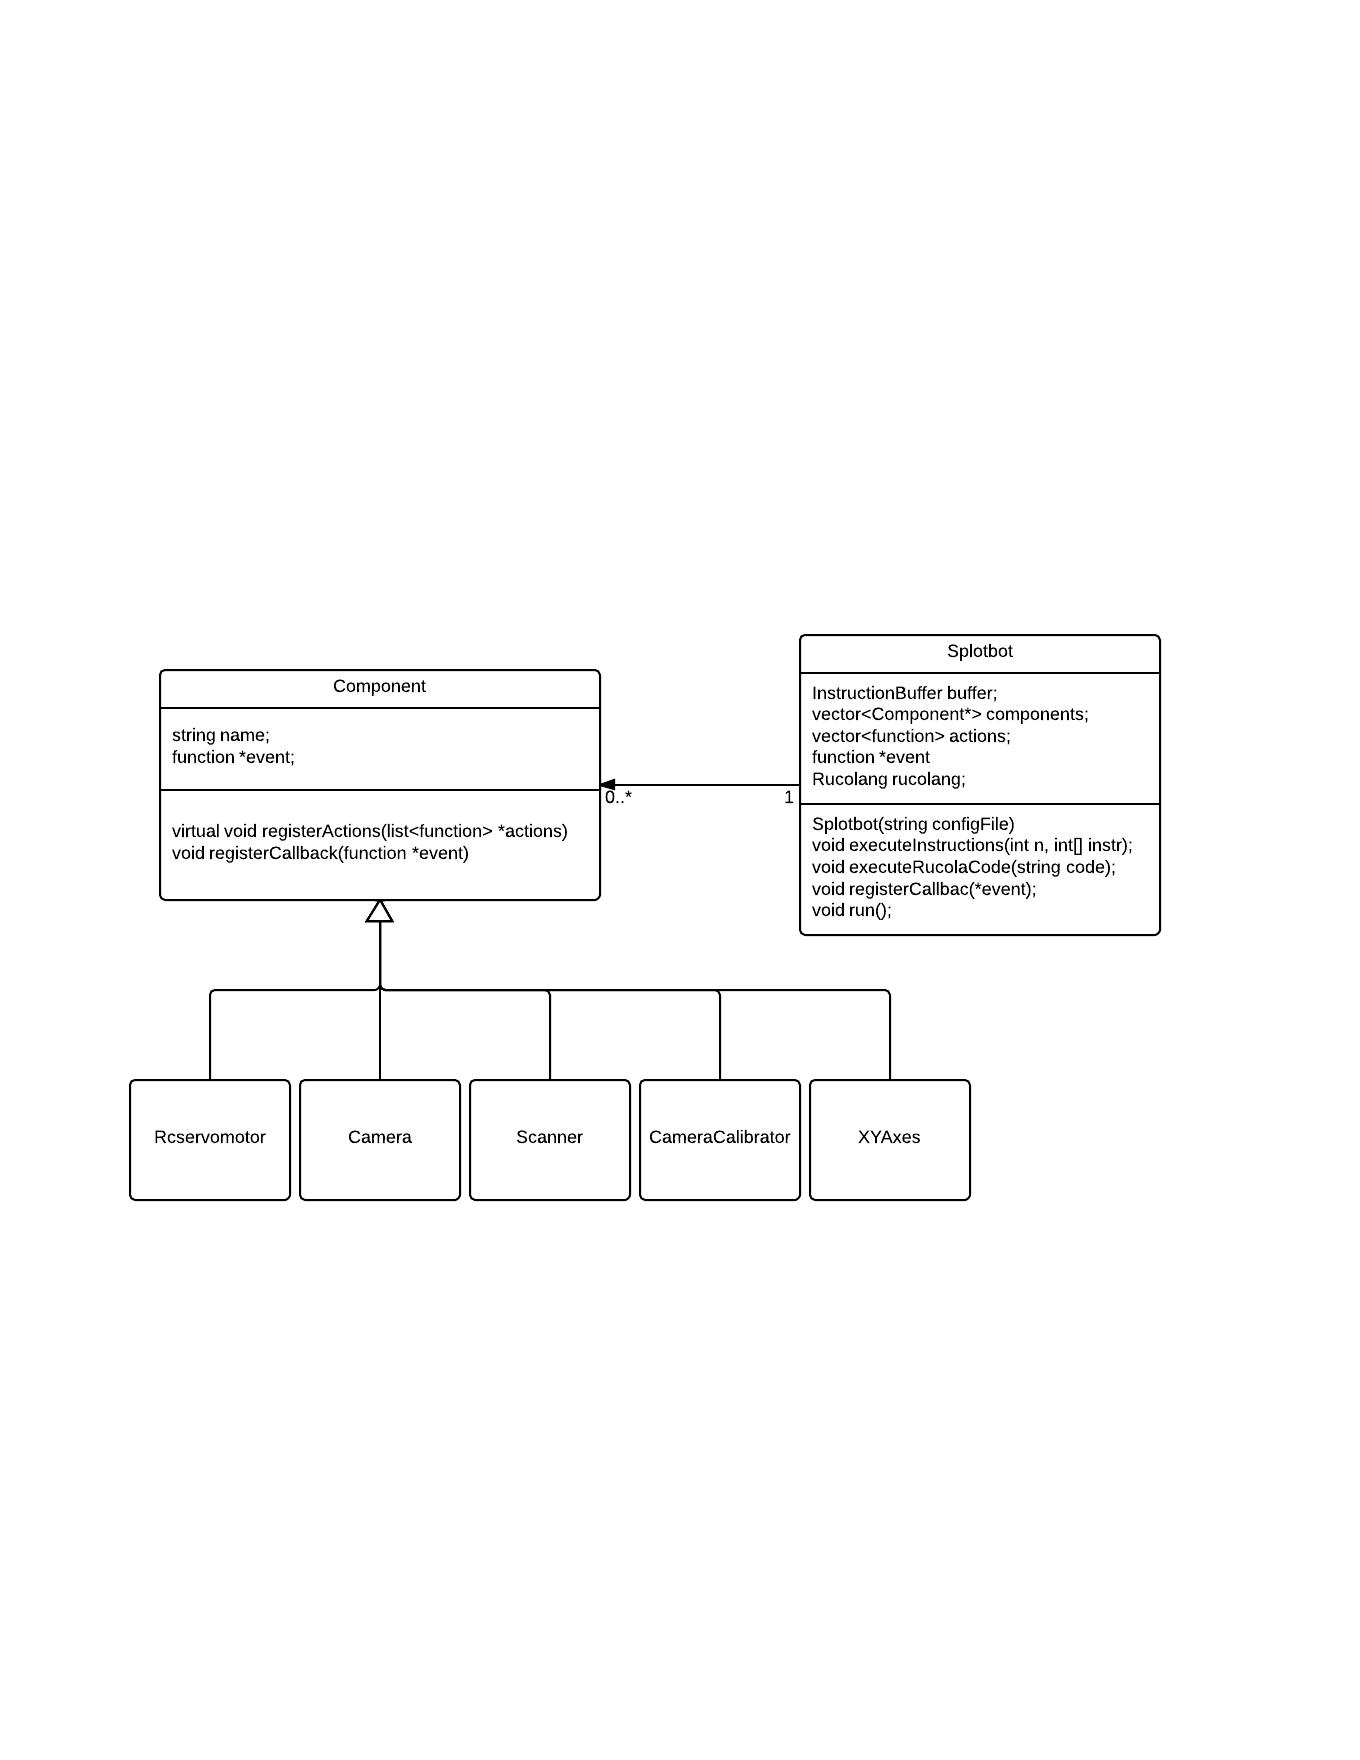 Component
string name;
function *event;
virtual void registerActions(list<function> *actions)
void registerCallback(function *event)
0..*
1
Splotbot
InstructionBuffer buffer;
vector<Component*> components;
vector<function> actions;
function *event
Rucolang rucolang;
Splotbot(string configFile)
void executeInstructions(int n, int[] instr);
void executeRucolaCode(string code);
void registerCallbac(*event);
void run();
Rcservomotor
Camera
Scanner
CameraCalibrator
XYAxes